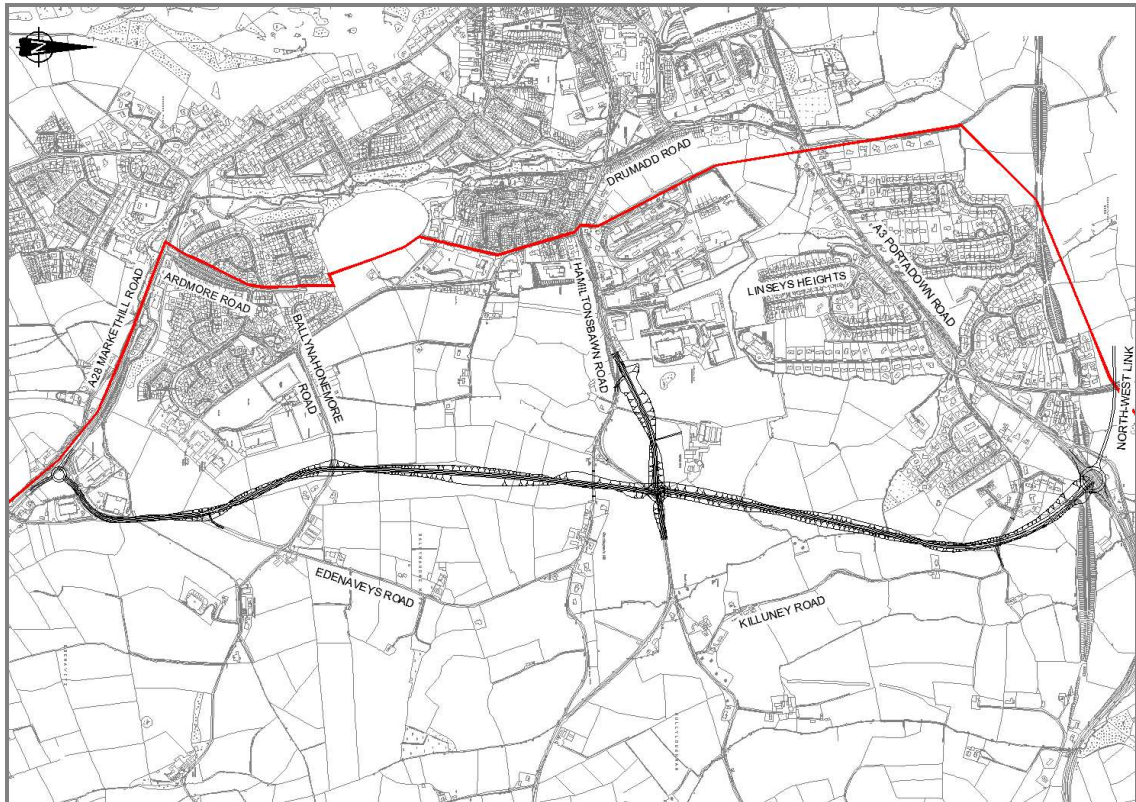 N
DRUMADD ROAD
A28 MARKETHILL ROAD
ARDMORE ROAD
BALLYNAHONEMORE
ROAD
HAMILTONSBAWN ROAD
LINSEYS HEIGHTS
A3 PORTADOWN ROAD
NORTH-WEST LINK
EDENAVEYS ROAD
KILLUNEY ROAD